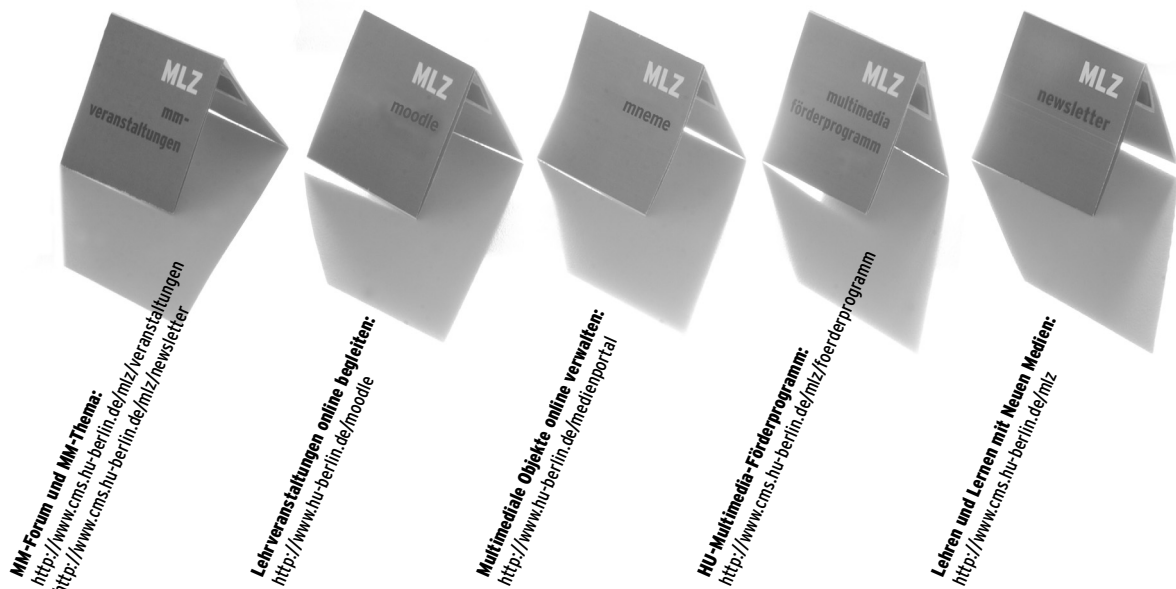 MLZ
mm-
veranstaltungen
MLZ
moodle
MLZ
mneme
MLZ
multimedia
förderprogramm
MLZ
newsletter
MM-Forum und MM-Thema:
http://www.cms.hu-berlin.de/mlz/veranstaltungen
http://www.cms.hu-berlin.de/mlz/newsletter
Lehrveranstaltungen online begleiten:
http://www.hu-berlin.de/moodle
Multimediale Objekte online verwalten:
http://www.hu-berlin.de/medienportal
HU-Multimedia-Förderprogramm:
http://www.cms.hu-berlin.de/mlz/foerderprogramm
Lehren und Lernen mit Neuen Medien:
http://www.cms.hu-berlin.de/mlz